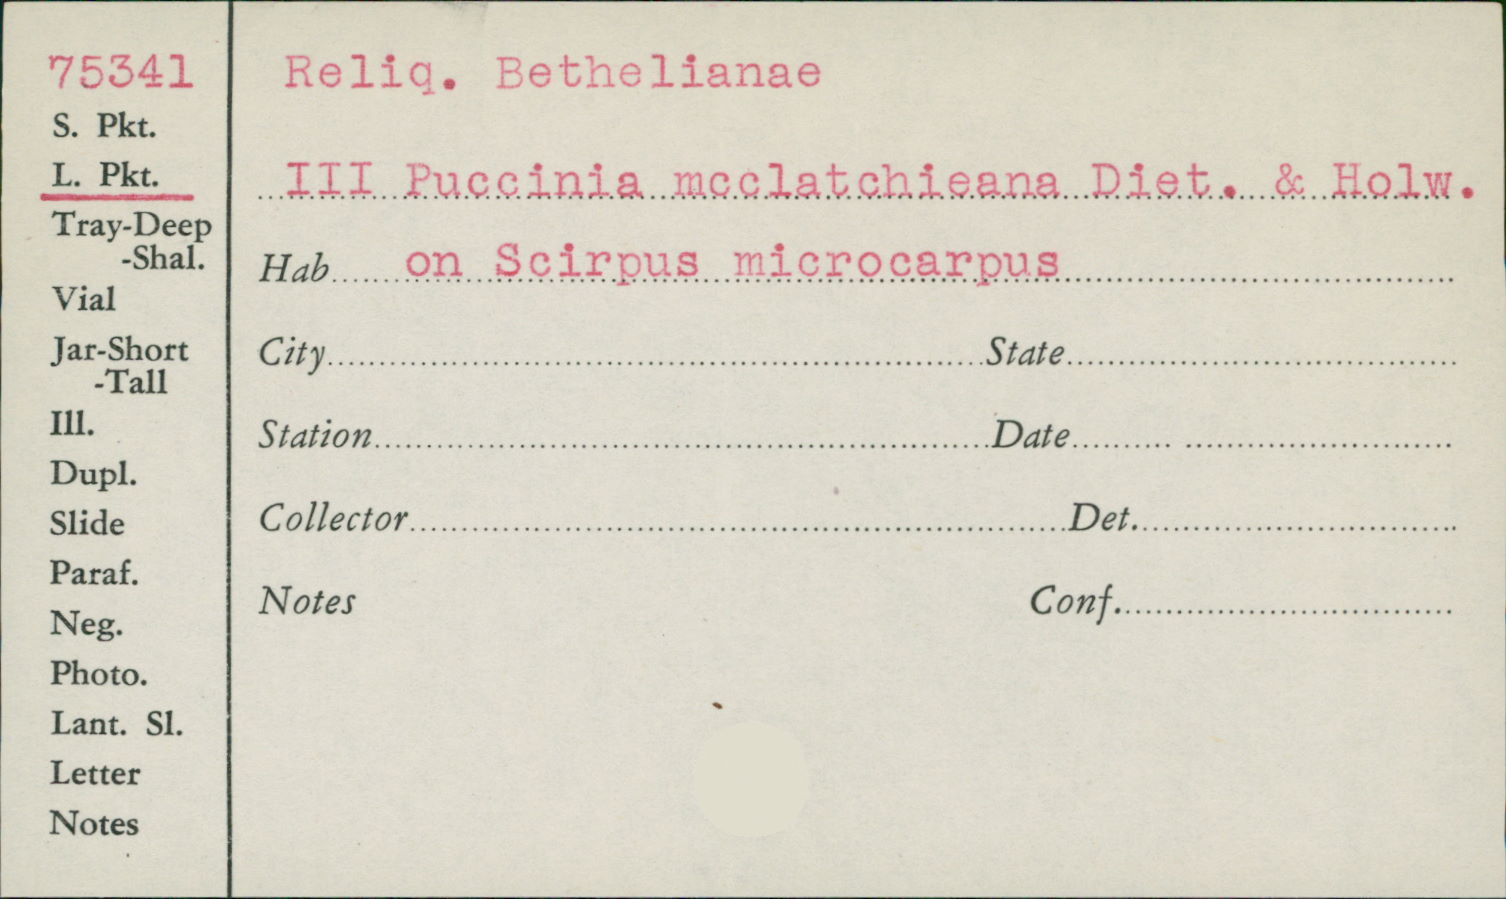 75341
S. Pkt.
L. Pkt.
Tray-Deep
-Shal.
Vial
Jar-Short
-Tall
Ill.
Dupl.
Slide
Paraf.
Neg.
Photo.
Lant. Sl.
Letter
Notes
Reliq. Bethelianae
III Puccinia mcclatchieana Diet. & Holw.
Hab on Scirpus microcarpus
City State
Station Date
Collector Det.
Notes Conf.